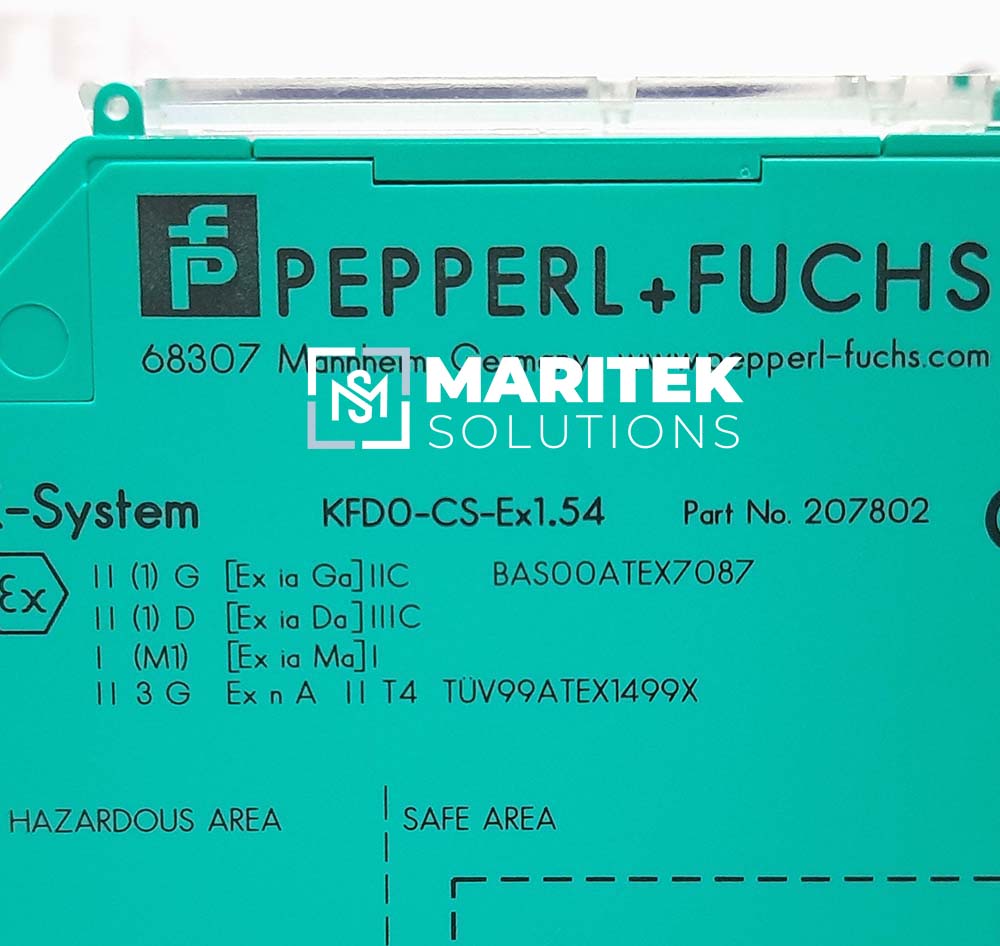 PEPPERL+FUCHS
68307 Mannheim, Germany www.pepperl-fuchs.com
MARITEK
SOLUTIONS
-System KFD0-CS-Ex1.54 Part No. 207802
Ex II (1) G [Ex ia Ga]IIC BAS00ATEX7087
II (1) D [Ex ia Da]IIIC
I (M1) [Ex ia Ma]I
II 3 G Ex n A II T4 TÜV99ATEX1499X
HAZARDOUS AREA SAFE AREA